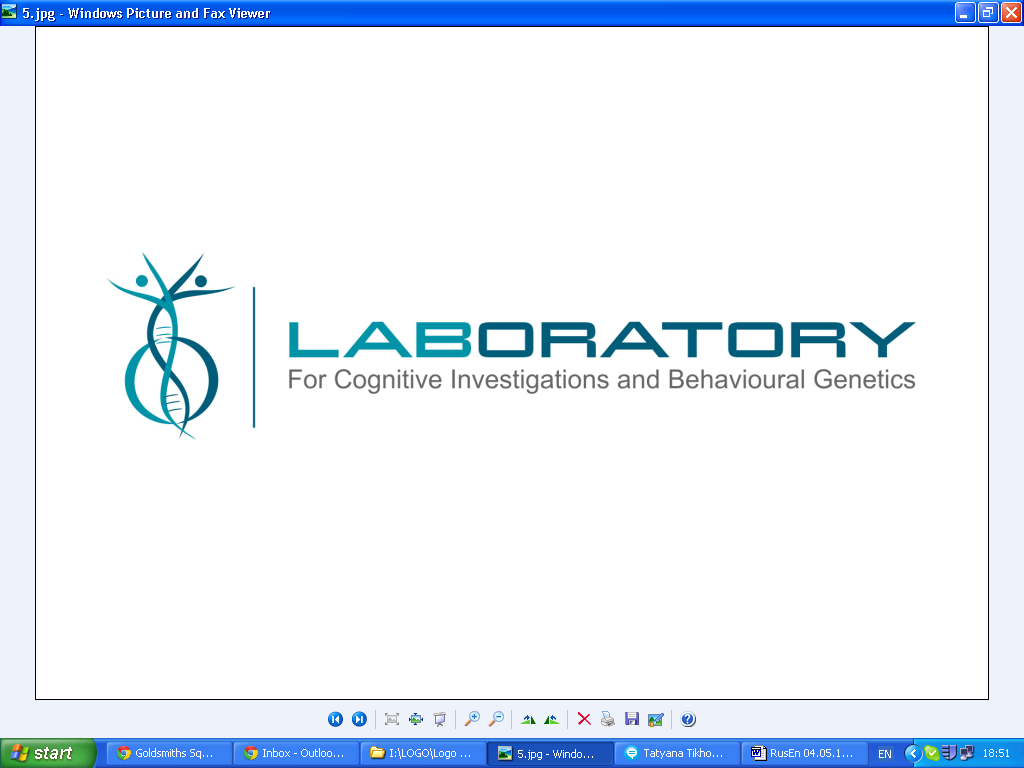 5.jpg - Windows Picture and Fax Viewer
LABORATORY
For Cognitive Investigations and Behavioural Genetics
start
Goldsmiths Sq...
Inbox - Outloo...
I:\LOGO\Logo ...
5.jpg - Windo...
Tatyana Tikho...
RusEn 04.05.1...
EN
18:51